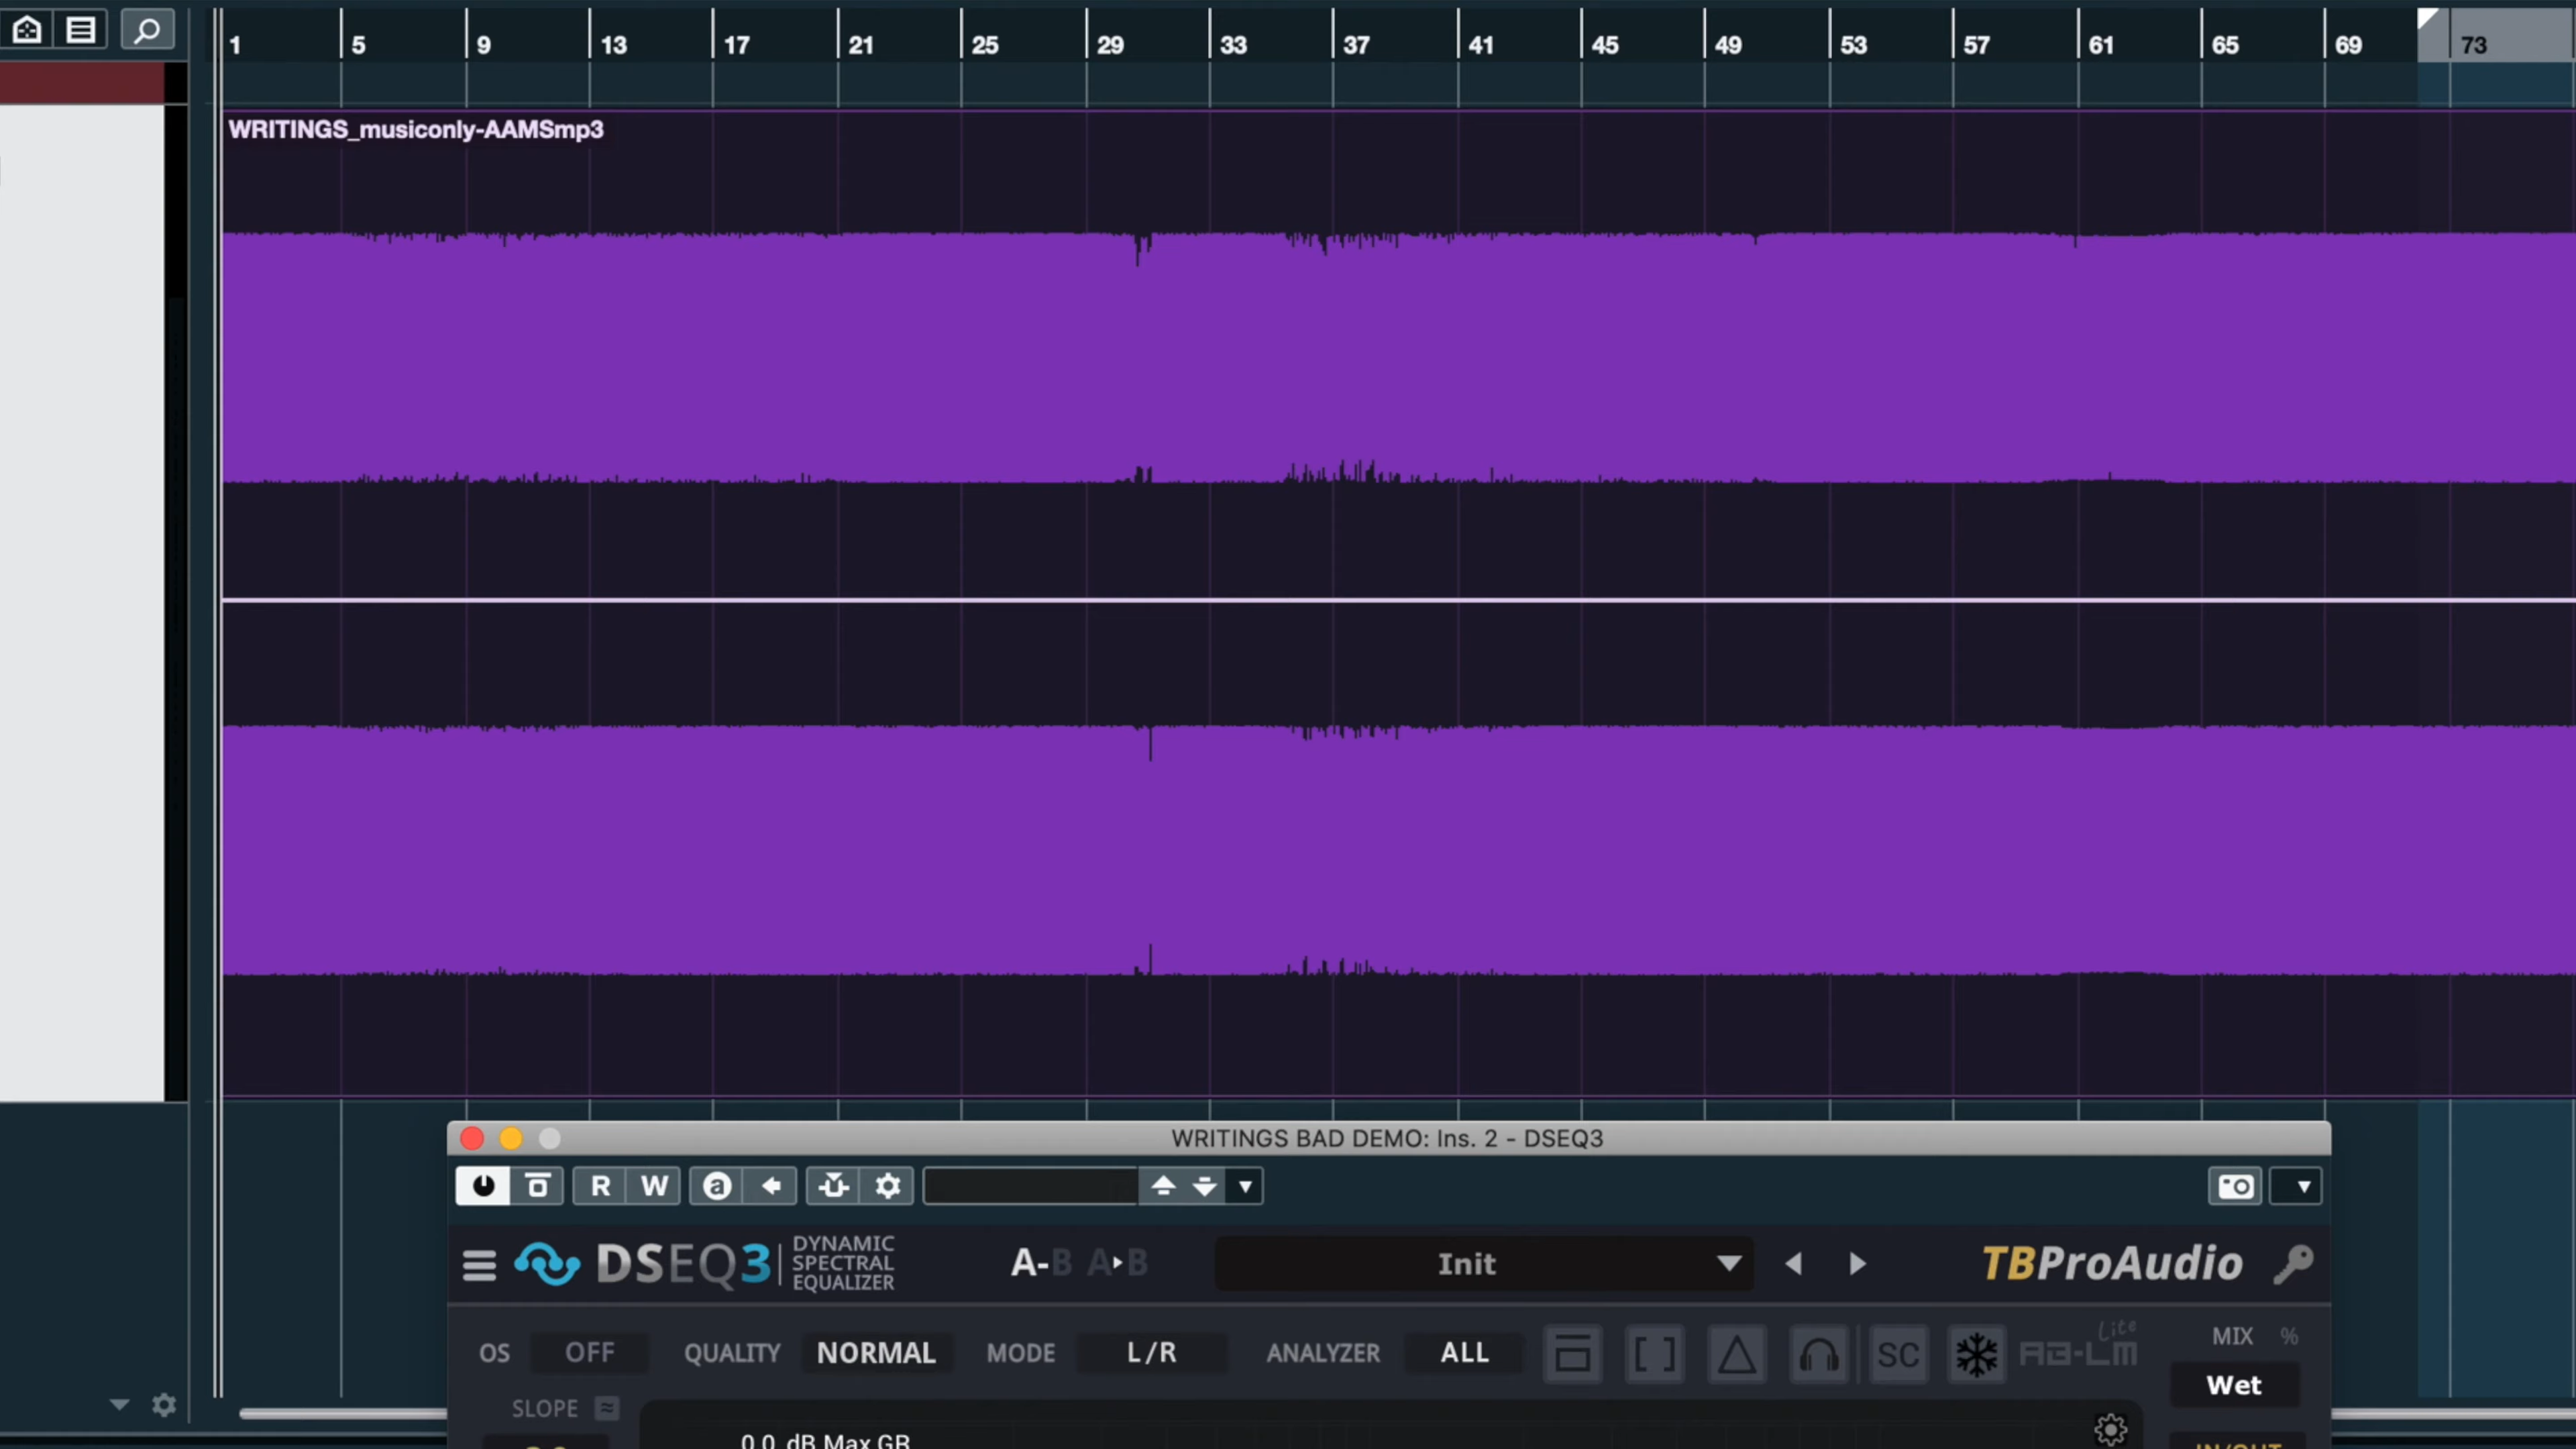 1 5 9 13 17 21 25 29 33 37 41 45 49 53 57 61 65 69 73
WRITINGS_musiconly-AAMSmp3
WRITINGS BAD DEMO: Ins. 2 - DSEQ3
R W a
DSEQ3 DYNAMIC SPECTRAL EQUALIZER A-B A▸B Init TBProAudio
OS OFF QUALITY NORMAL MODE L/R ANALYZER ALL SC AB-LM Lite MIX %
Wet
SLOPE
0.0 dB Max GR
IN/OUT